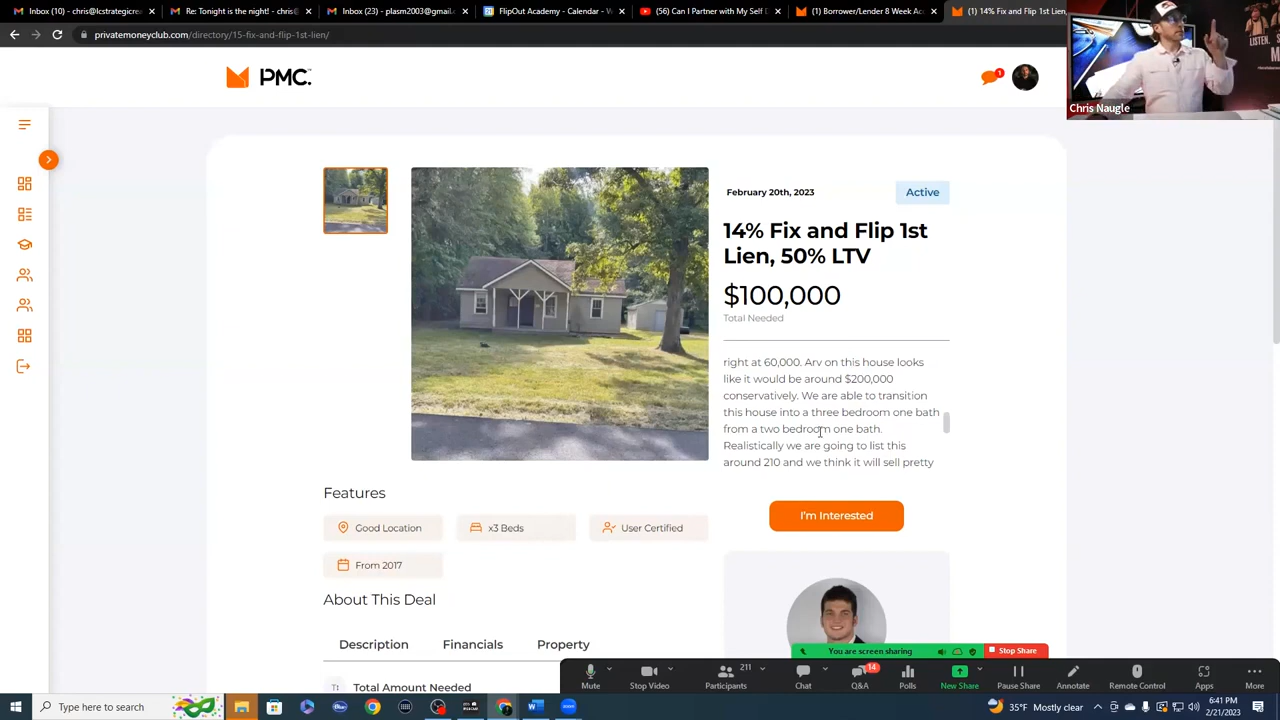 Inbox (10) - chris@lcstrategicre
Re: Tonight is the night! - chris@
Inbox (23) - plasm2003@gmail.c
FlipOut Academy - Calendar - V
(56) Can I Partner with My Self D
(1) Borrower/Lender 8 Week Ac
(1) 14% Fix and Flip 1st Lien,
privatemoneyclub.com/directory/15-fix-and-flip-1st-lien/
PMC.
1
LISTEN.
Chris Naugle
February 20th, 2023
Active
14% Fix and Flip 1st
Lien, 50% LTV
$100,000
Total Needed
right at 60,000. Arv on this house looks
like it would be around $200,000
conservatively. We are able to transition
this house into a three bedroom one bath
from a two bedroom one bath.
Realistically we are going to list this
around 210 and we think it will sell pretty
I'm Interested
Features
Good Location
x3 Beds
User Certified
From 2017
About This Deal
Description
Financials
Property
Total Amount Needed
You are screen sharing
Stop Share
Mute
Stop Video
211
Participants
Chat
14
Q&A
Polls
New Share
Pause Share
Annotate
Remote Control
Apps
More
Type here to search
35°F Mostly clear
6:41 PM
2/21/2023